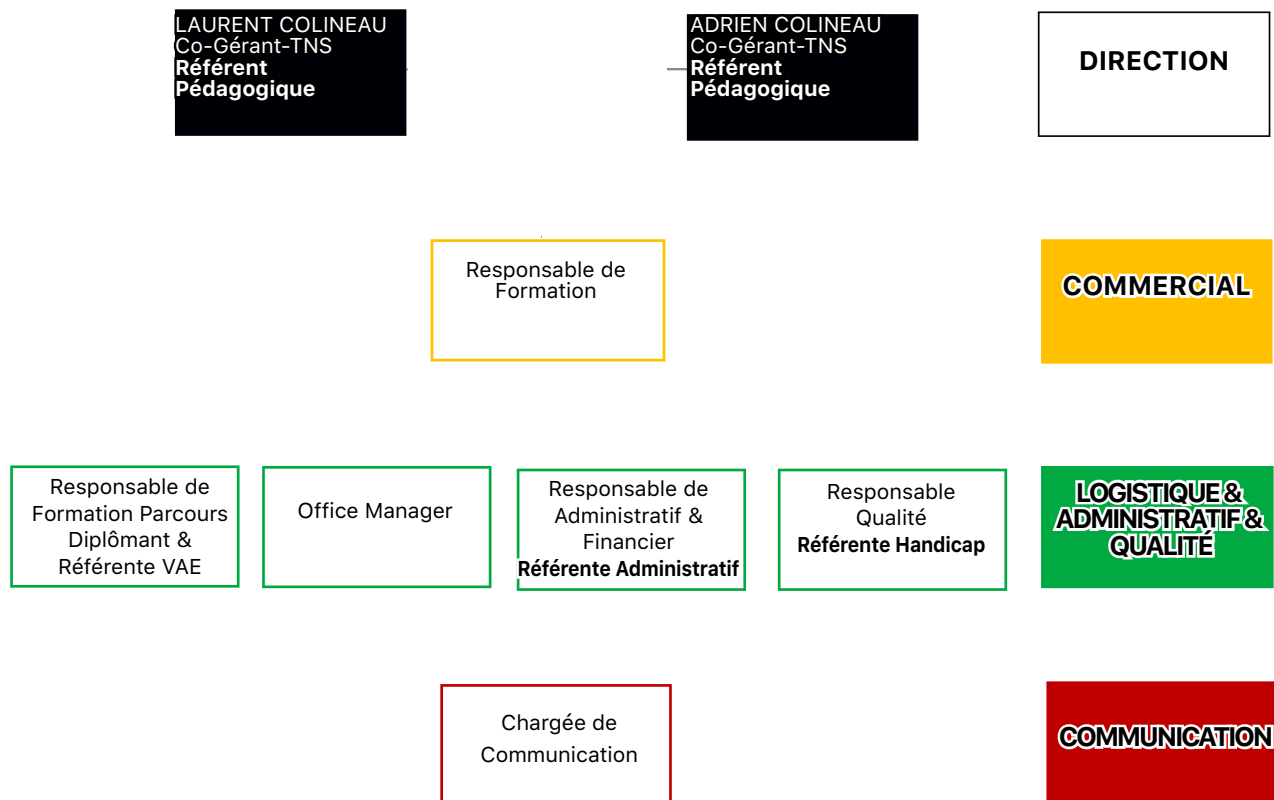 LAURENT COLINEAU
Co-Gérant-TNS
Référent
Pédagogique
ADRIEN COLINEAU
Co-Gérant-TNS
Référent
Pédagogique
DIRECTION
Responsable de
Formation
COMMERCIAL
Responsable de
Formation Parcours
Diplômant &
Référente VAE
Office Manager
Responsable de
Administratif &
Financier
Référente Administratif
Responsable
Qualité
Référente Handicap
LOGISTIQUE &
ADMINISTRATIF &
QUALITÉ
Chargée de
Communication
COMMUNICATION